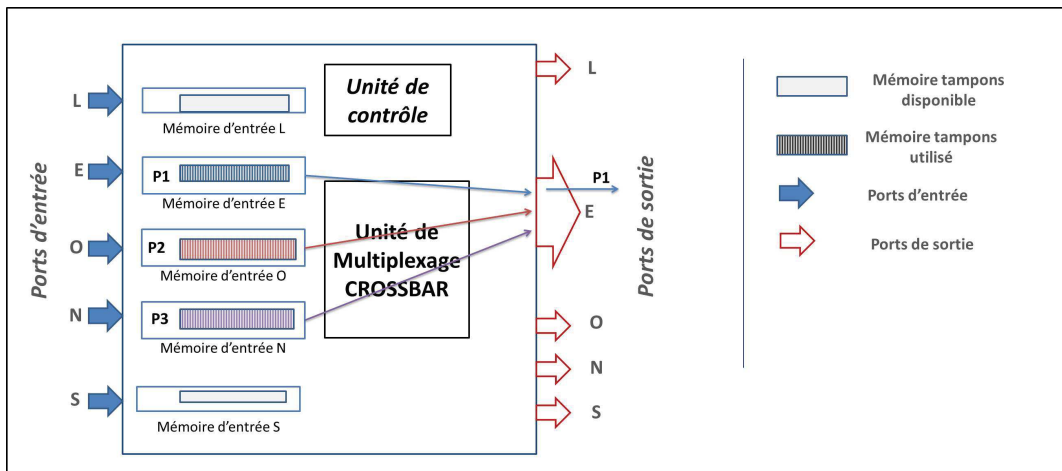 Ports d'entrée
L
E
O
N
S
Mémoire d'entrée L
P1
Mémoire d'entrée E
P2
Mémoire d'entrée O
P3
Mémoire d'entrée N
Mémoire d'entrée S
Unité de
contrôle
Unité de
Multiplexage
CROSSBAR
L
P1
E
O
N
S
Ports de sortie
Mémoire tampons
disponible
Mémoire tampons
utilisé
Ports d'entrée
Ports de sortie